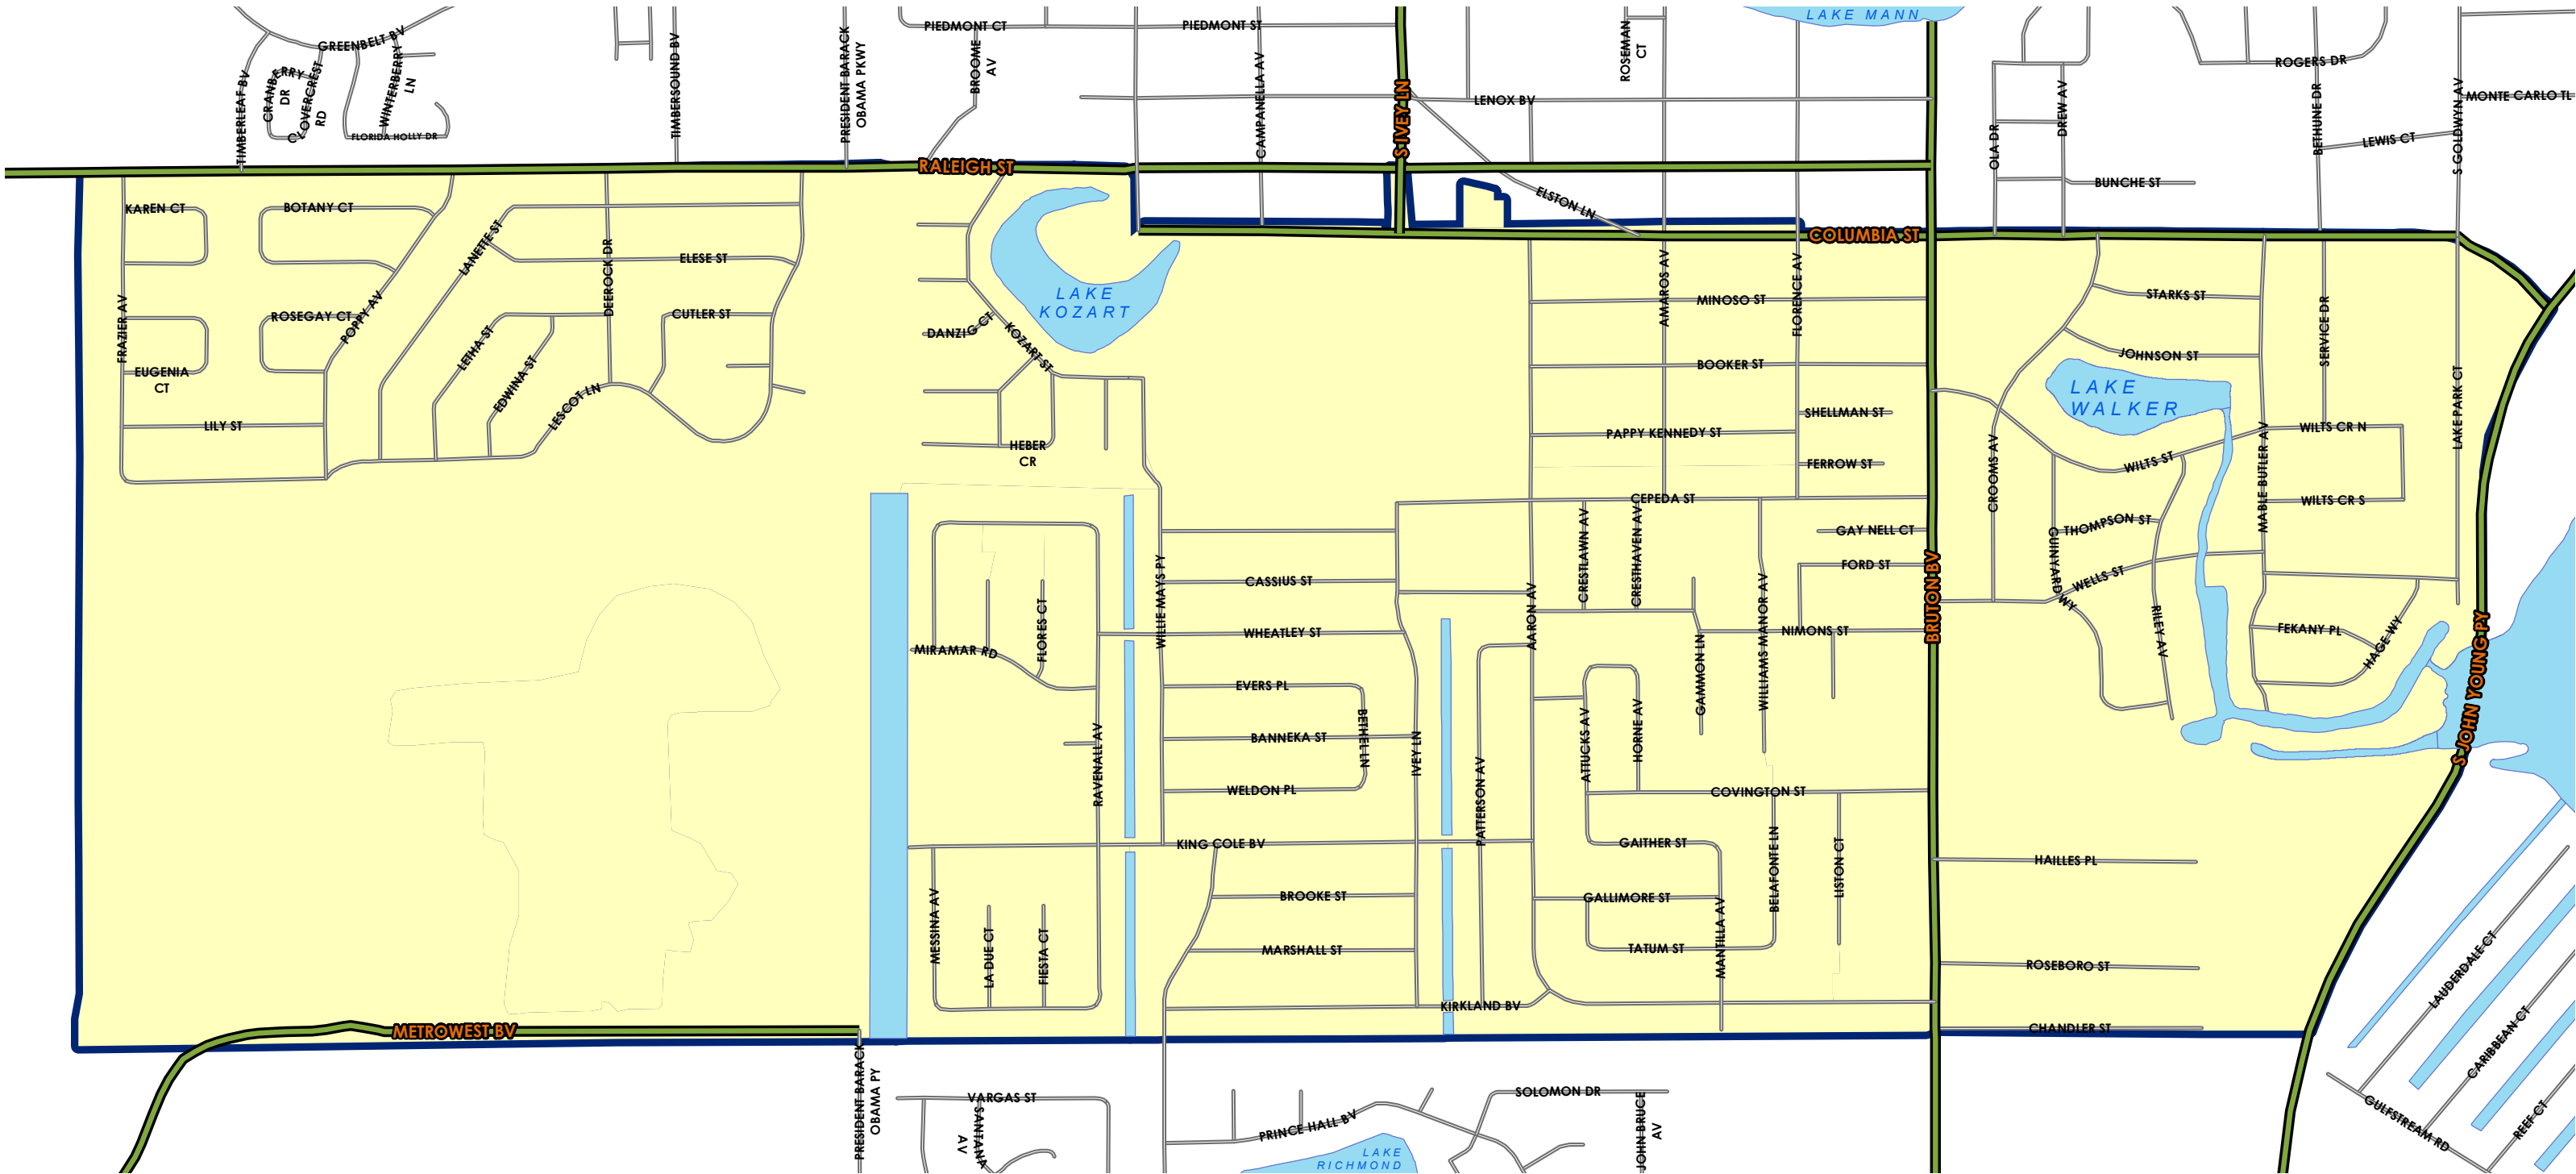 LAKE MANN
PIEDMONT CT
PIEDMONT ST
GREENBELT BV
TIMBERLEAF BV
CRANBERRY
DR
CLOVERCREST
RD
WINTERBERRY
LN
FLORIDA HOLLY DR
TIMBERSOUND BV
PRESIDENT BARACK
OBAMA PKWY
BROOME
AV
CAMPANELLA AV
S IVEY LN
LENOX BV
ROSEMAN
CT
ROGERS DR
OLA DR
DREW AV
BETHUNE DR
S GOLDWYN AV
MONTE CARLO TL
LEWIS CT
BUNCHE ST
RALEIGH ST
ELSTON LN
COLUMBIA ST
KAREN CT
BOTANY CT
LANETTE ST
DEEROCK DR
ELESE ST
FRAZIER AV
ROSEGAY CT
POPPY AV
CUTLER ST
LETHA ST
EDWINA ST
LESCOT LN
EUGENIA
CT
LILY ST
LAKE
KOZART
DANZIG CT
KOZART ST
HEBER
CR
AMAROS AV
FLORENCE AV
MINOSO ST
BOOKER ST
SHELLMAN ST
PAPPY KENNEDY ST
FERROW ST
CEPEDA ST
STARKS ST
JOHNSON ST
SERVICE DR
LAKE
WALKER
LAKE PARK CT
WILTS CR N
WILTS ST
WILTS CR S
CROOMS AV
MABLE BUTLER AV
THOMPSON ST
GUINYARD WY
WELLS ST
RILEY AV
FEKANY PL
HAGE WY
S JOHN YOUNG PY
BRUTON BV
GAY NELL CT
FORD ST
CRESTLAWN AV
CRESTHAVEN AV
WILLIAMS MANOR AV
NIMONS ST
GAMMON LN
AARON AV
WILLIE MAYS PY
CASSIUS ST
WHEATLEY ST
EVERS PL
BETHEL LN
BANNEKA ST
WELDON PL
IVEY LN
PATTERSON AV
ATTUCKS AV
HORNE AV
COVINGTON ST
FLORES CT
MIRAMAR RD
RAVENALL AV
KING COLE BV
GAITHER ST
BELAFONTE LN
LISTON CT
HAILLES PL
MESSINA AV
LA DUE CT
FIESTA CT
BROOKE ST
MARSHALL ST
GALLIMORE ST
TATUM ST
MANTILLA AV
ROSEBORO ST
KIRKLAND BV
CHANDLER ST
METROWEST BV
PRESIDENT BARACK
OBAMA PY
VARGAS ST
SANTANA
AV
PRINCE HALL BV
SOLOMON DR
JOHN BRUCE
AV
LAKE
RICHMOND
LAUDERDALE CT
CARIBBEAN CT
GULFSTREAM RD
REEF CT